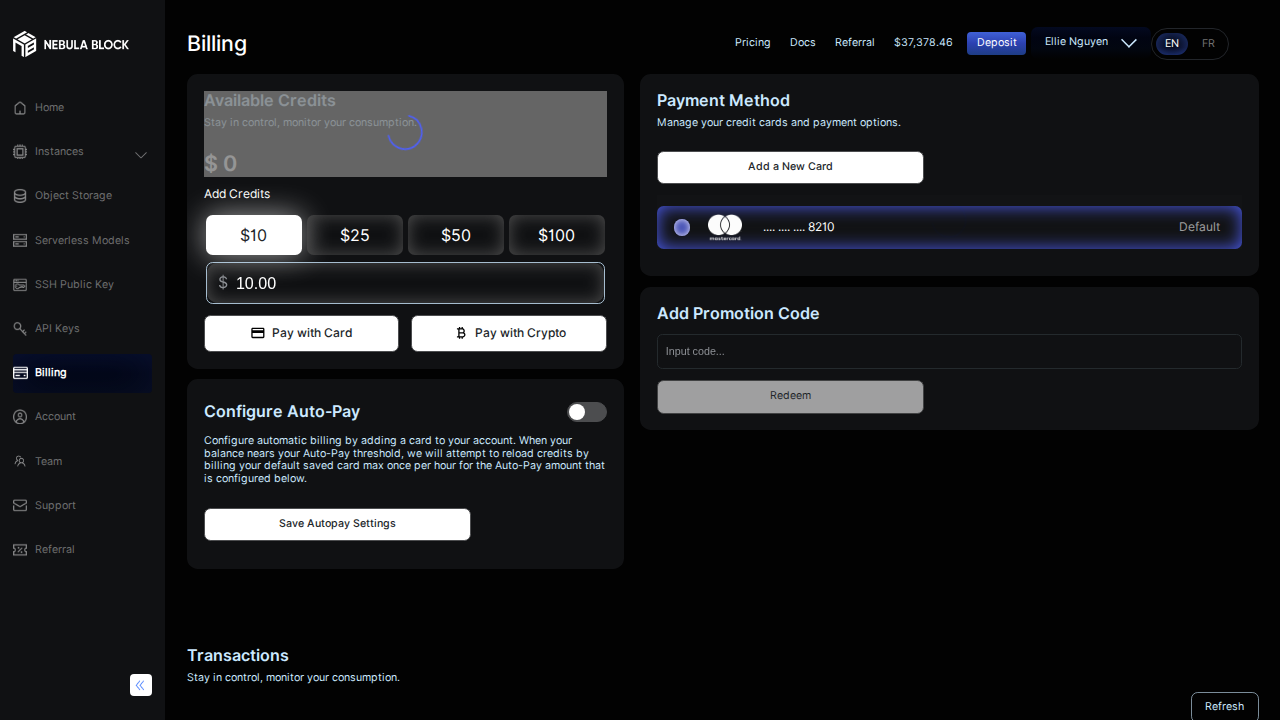 NEBULA BLOCK
Home
Instances
Object Storage
Serverless Models
SSH Public Key
API Keys
Billing
Account
Team
Support
Referral
Billing
Pricing
Docs
Referral
$37,378.46
Deposit
Ellie Nguyen
EN
FR
Available Credits
Stay in control, monitor your consumption.
$ 0
Add Credits
$10
$25
$50
$100
$ 10.00
Pay with Card
Pay with Crypto
Configure Auto-Pay
Configure automatic billing by adding a card to your account. When your
balance nears your Auto-Pay threshold, we will attempt to reload credits by
billing your default saved card max once per hour for the Auto-Pay amount that
is configured below.
Save Autopay Settings
Payment Method
Manage your credit cards and payment options.
Add a New Card
mastercard
.... .... .... 8210
Default
Add Promotion Code
Input code...
Redeem
Transactions
Stay in control, monitor your consumption.
Refresh